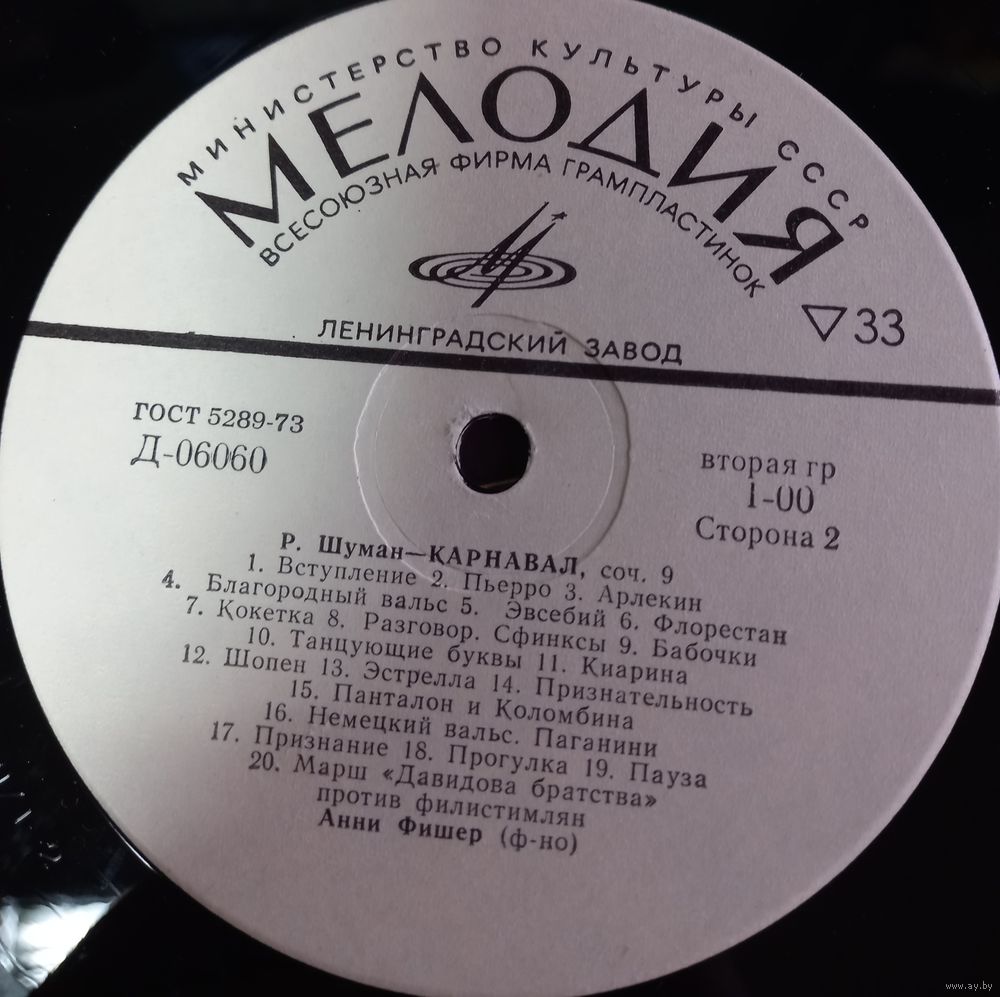 МИНИСТЕРСТВО КУЛЬТУРЫ СССР
МЕЛОДИЯ
ВСЕСОЮЗНАЯ ФИРМА ГРАМПЛАСТИНОК
33
ЛЕНИНГРАДСКИЙ ЗАВОД
ГОСТ 5289-73
Д-06060
вторая гр
1-00
Сторона 2
Р. Шуман—КАРНАВАЛ, соч. 9
1. Вступление 2. Пьерро 3. Арлекин
4. Благородный вальс 5. Эвсебий 6. Флорестан
7. Кокетка 8. Разговор. Сфинксы 9. Бабочки
10. Танцующие буквы 11. Киарина
12. Шопен 13. Эстрелла 14. Признательность
15. Панталон и Коломбина
16. Немецкий вальс. Паганини
17. Признание 18. Прогулка 19. Пауза
20. Марш «Давидова братства»
против филистимлян
Анни Фишер (ф-но)
www.ay.by